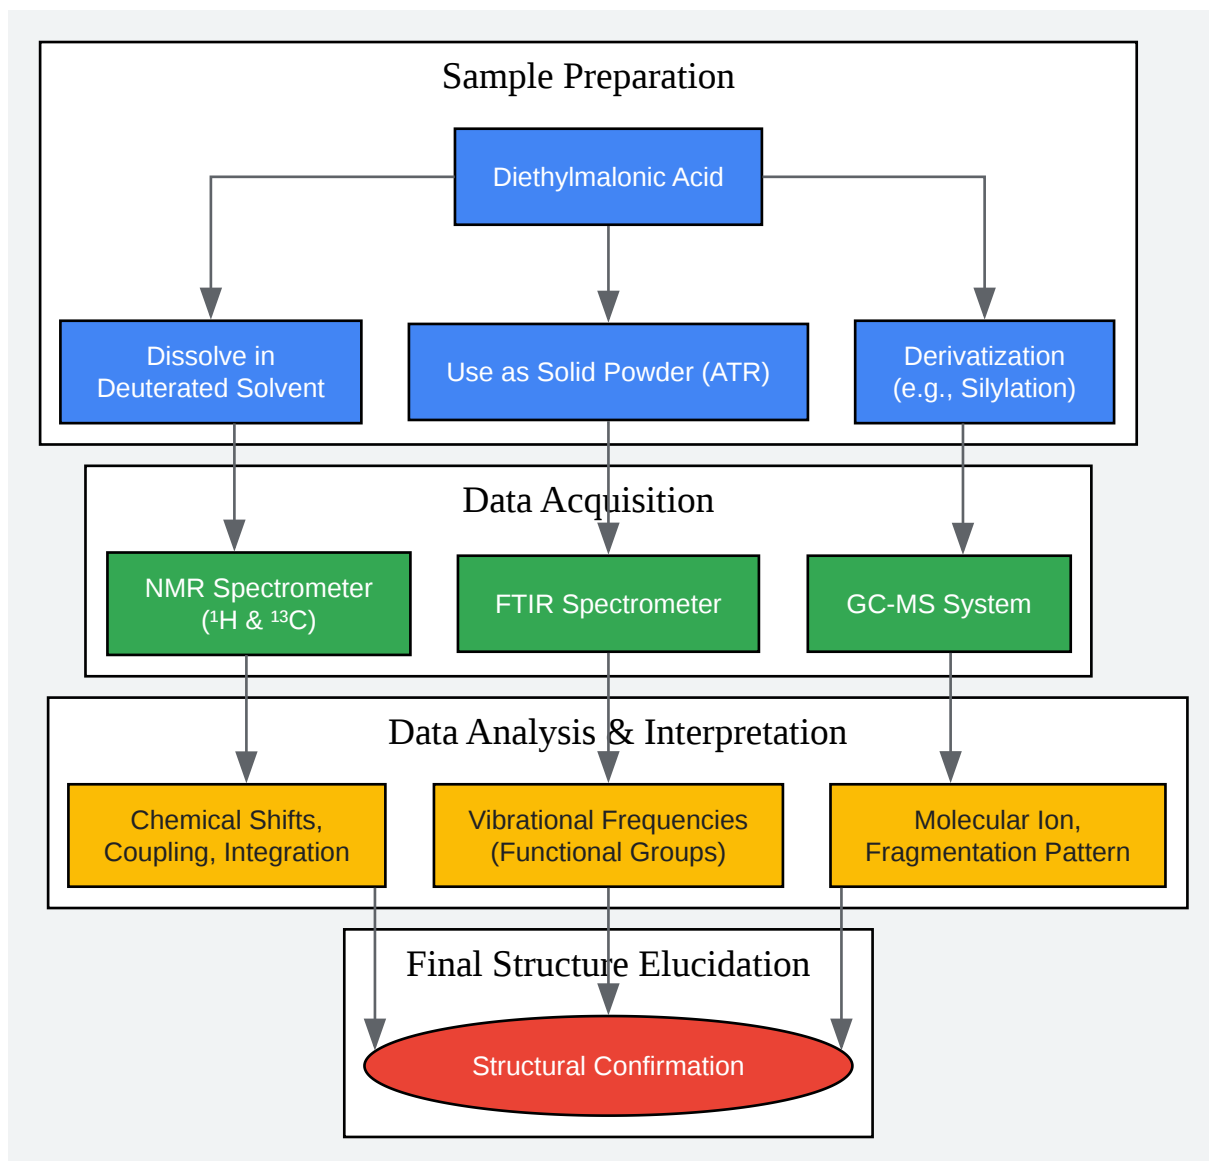 Sample Preparation
Diethylmalonic Acid
Dissolve in
Deuterated Solvent
Use as Solid Powder (ATR)
Derivatization
(e.g., Silylation)
Data Acquisition
NMR Spectrometer
(¹H & ¹³C)
FTIR Spectrometer
GC-MS System
Data Analysis & Interpretation
Chemical Shifts,
Coupling, Integration
Vibrational Frequencies
(Functional Groups)
Molecular Ion,
Fragmentation Pattern
Final Structure Elucidation
Structural Confirmation